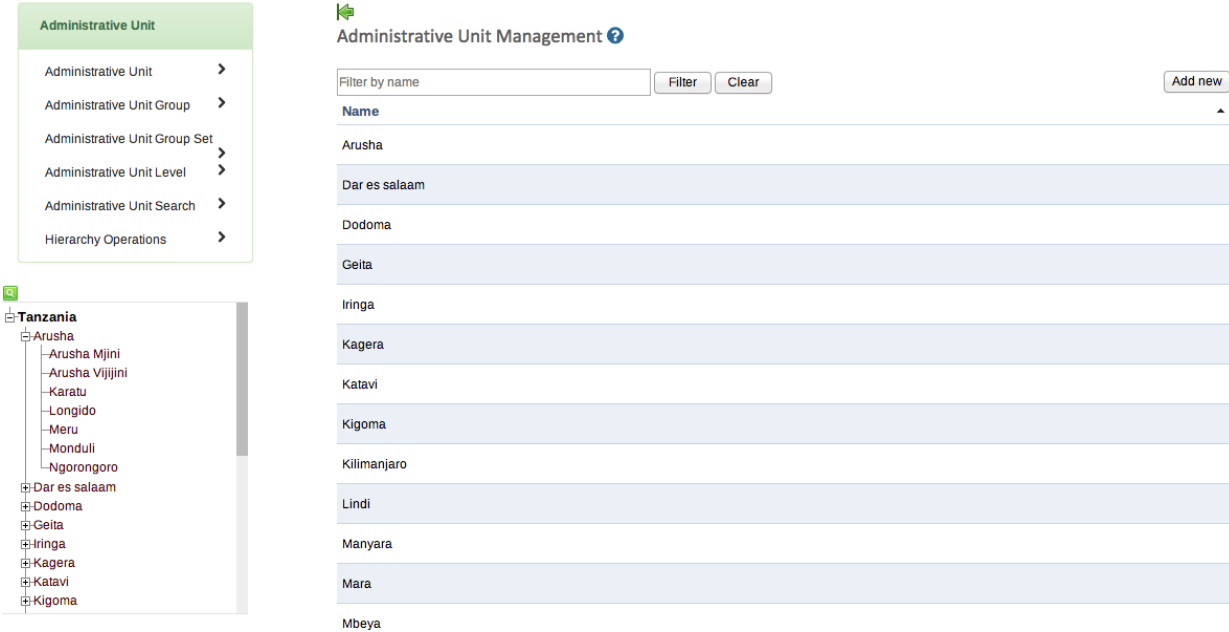 Administrative Unit
Administrative Unit
Administrative Unit Group
Administrative Unit Group Set
Administrative Unit Level
Administrative Unit Search
Hierarchy Operations
Tanzania
Arusha
Arusha Mjini
Arusha Vijijini
Karatu
Longido
Meru
Monduli
Ngorongoro
Dar es salaam
Dodoma
Geita
Iringa
Kagera
Katavi
Kigoma
Administrative Unit Management ?
Filter by name Filter Clear Add new
Name
Arusha
Dar es salaam
Dodoma
Geita
Iringa
Kagera
Katavi
Kigoma
Kilimanjaro
Lindi
Manyara
Mara
Mbeya